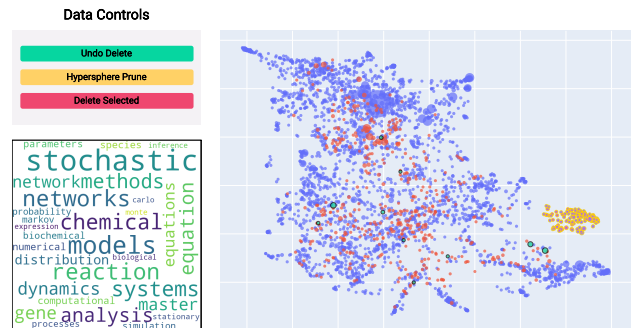 Data Controls
Undo Delete
Hypersphere Prune
Delete Selected
parameters species inference
stochastic
network methods
networks carlo
probability monte
markov chemical
expression
biochemical equations equation
numerical models
distribution biological
reaction
dynamics systems
computational master
gene analysis stationary
processes simulation